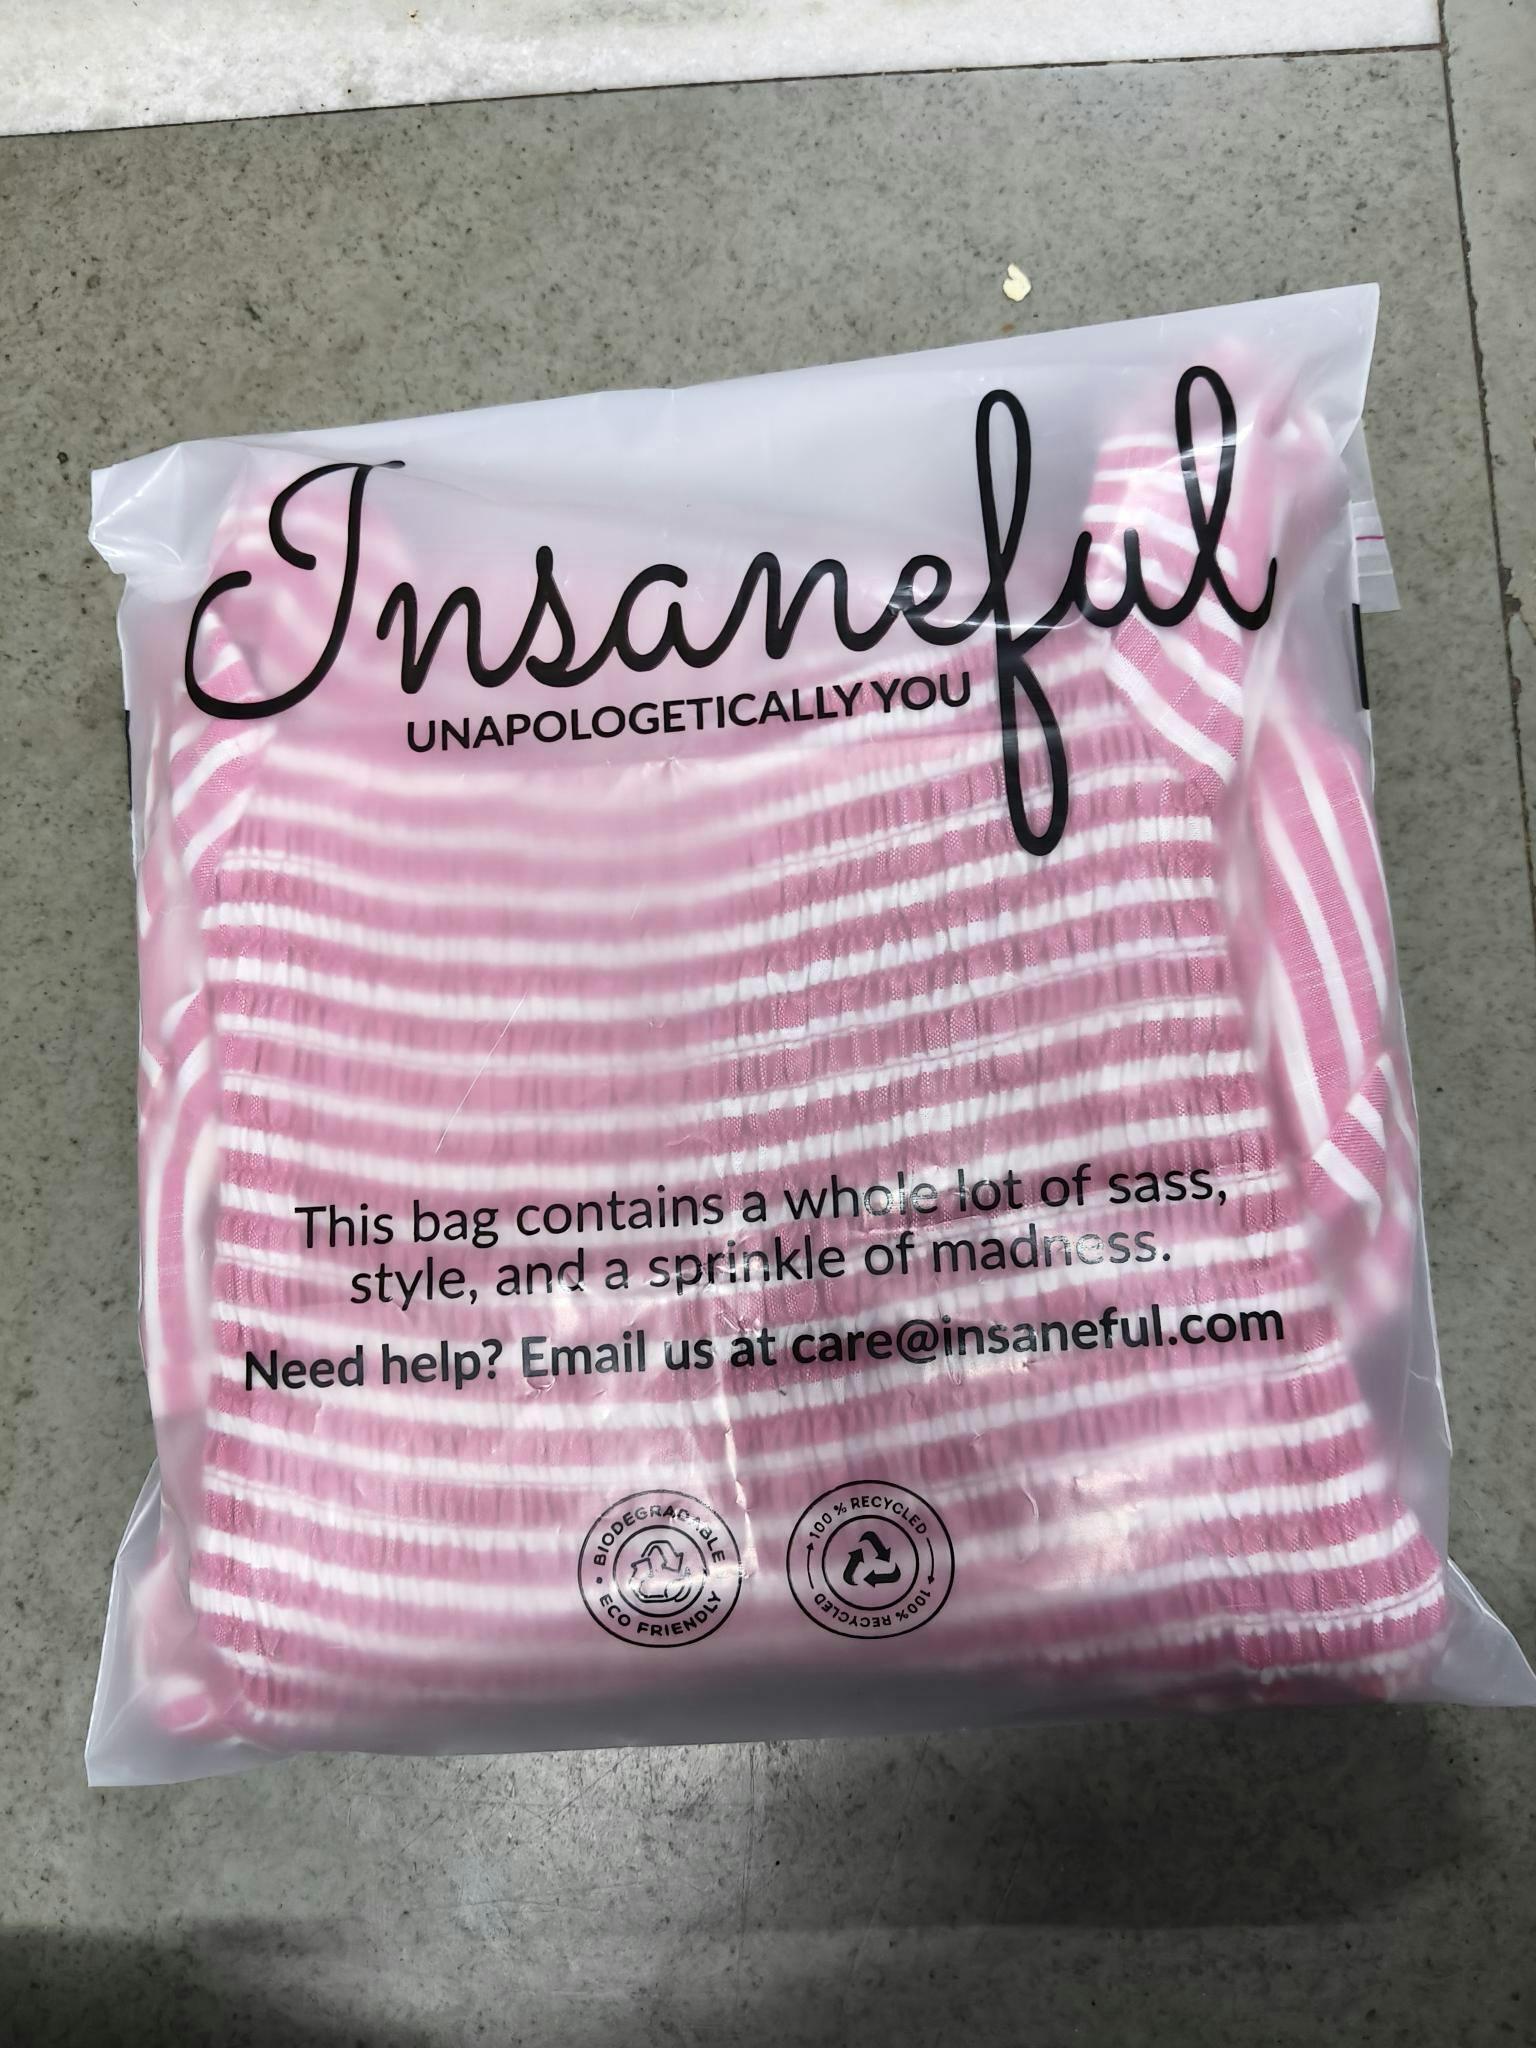 Insaneful
UNAPOLOGETICALLY YOU
This bag contains a whole lot of sass,
style, and a sprinkle of madness.
Need help? Email us at care@insaneful.com
BIODEGRADABLE
ECO FRIENDLY
100% RECYCLED
100% RECYCLED